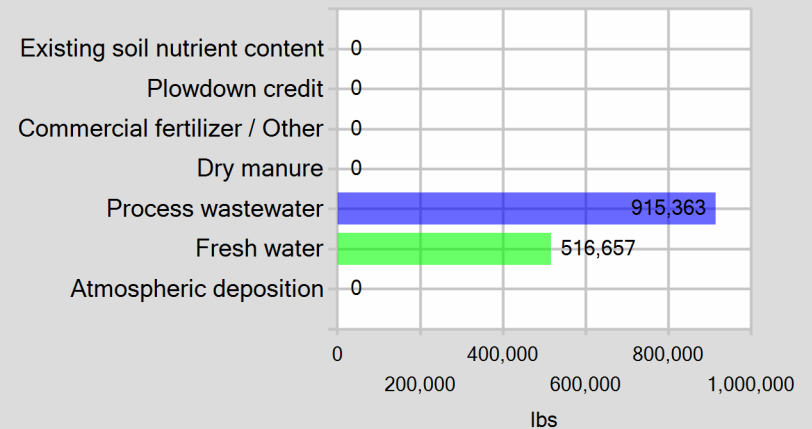 Existing soil nutrient content 0
Plowdown credit 0
Commercial fertilizer / Other 0
Dry manure 0
Process wastewater 915,363
Fresh water 516,657
Atmospheric deposition 0
0 400,000 800,000
200,000 600,000 1,000,000
lbs